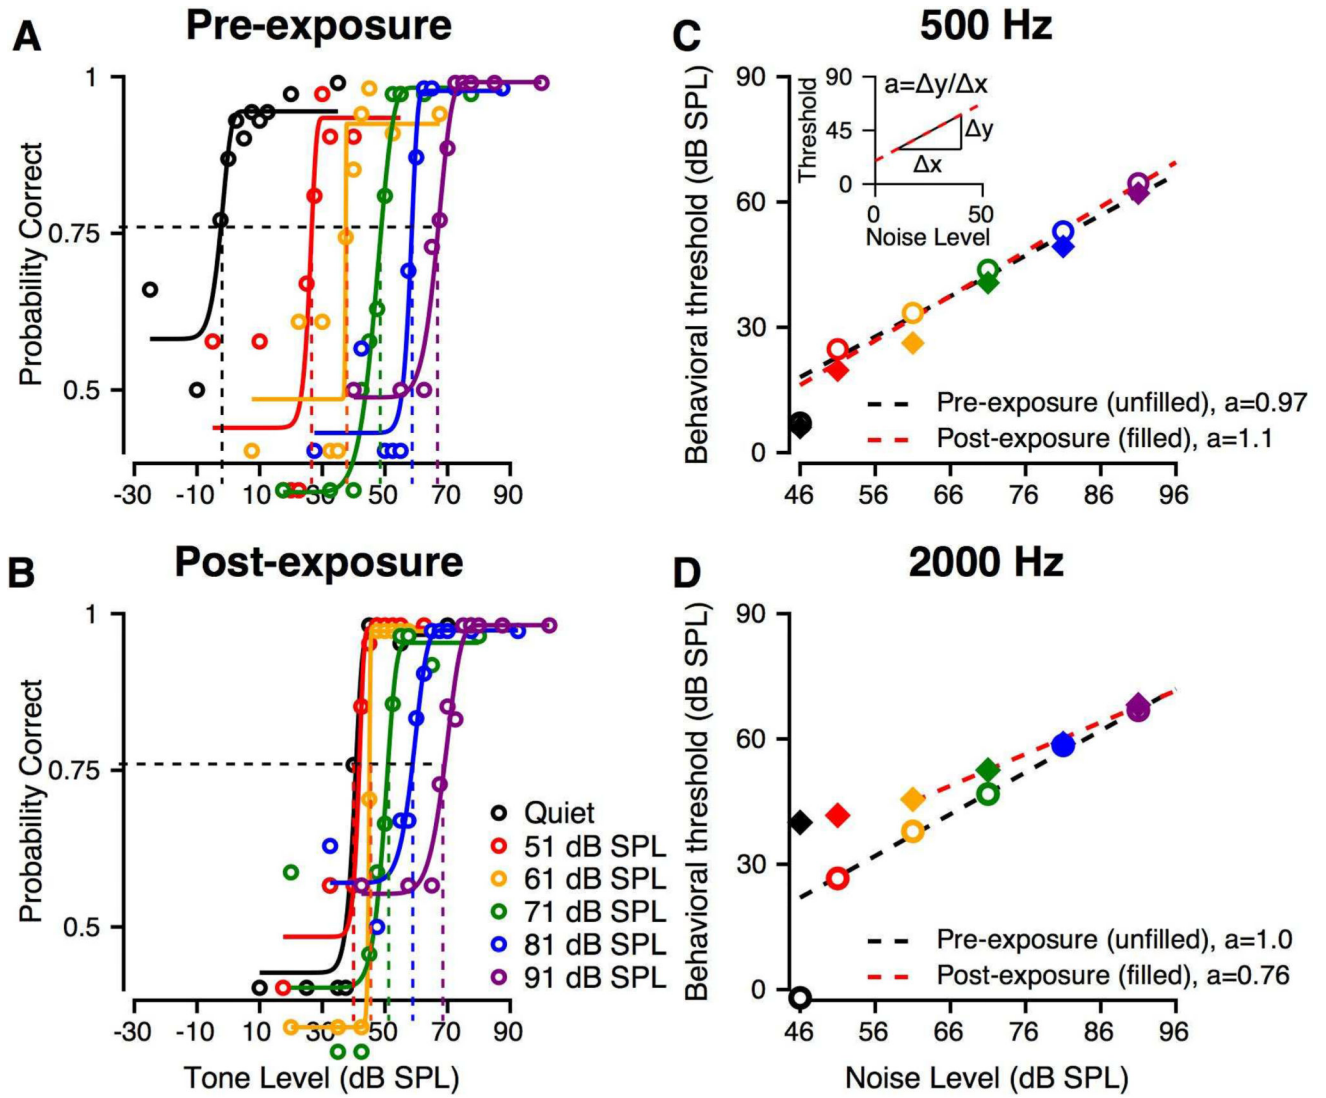 A
Pre-exposure
1
0.75
0.5
Probability Correct
-30 -10 10 30 50 70 90
B
Post-exposure
1
0.75
0.5
Probability Correct
-30 -10 10 30 50 70 90
Tone Level (dB SPL)
Quiet
51 dB SPL
61 dB SPL
71 dB SPL
81 dB SPL
91 dB SPL
C
500 Hz
90
60
30
0
Behavioral threshold (dB SPL)
90
45
0
Threshold
a=Δy/Δx
Δy
Δx
0 50
Noise Level
Pre-exposure (unfilled), a=0.97
Post-exposure (filled), a=1.1
46 56 66 76 86 96
D
2000 Hz
90
60
30
0
Behavioral threshold (dB SPL)
Pre-exposure (unfilled), a=1.0
Post-exposure (filled), a=0.76
46 56 66 76 86 96
Noise Level (dB SPL)